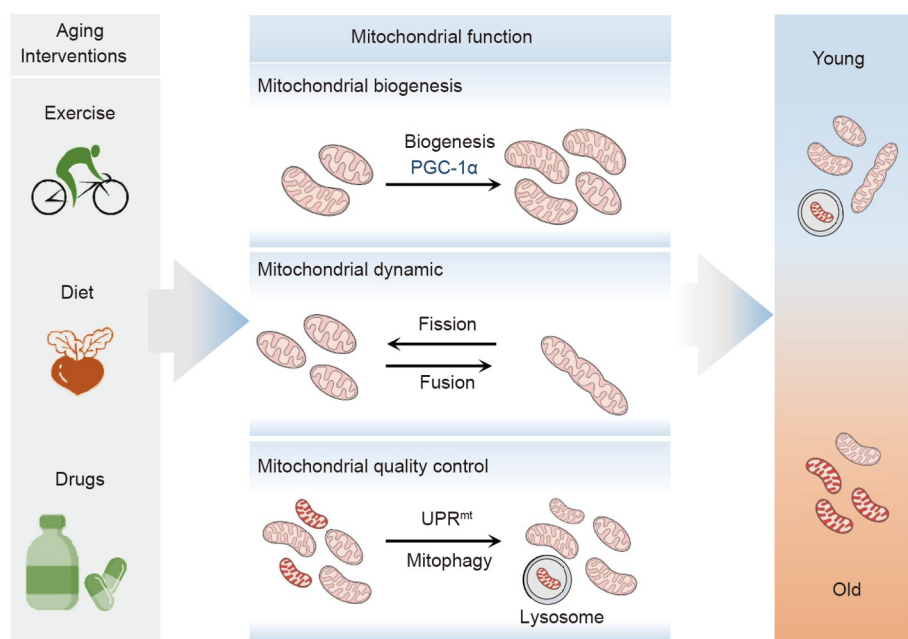 Aging
Interventions
Exercise
Diet
Drugs
Mitochondrial function
Mitochondrial biogenesis
Biogenesis
PGC-1α
Mitochondrial dynamic
Fission
Fusion
Mitochondrial quality control
UPRᵐᵗ
Mitophagy
Lysosome
Young
Old